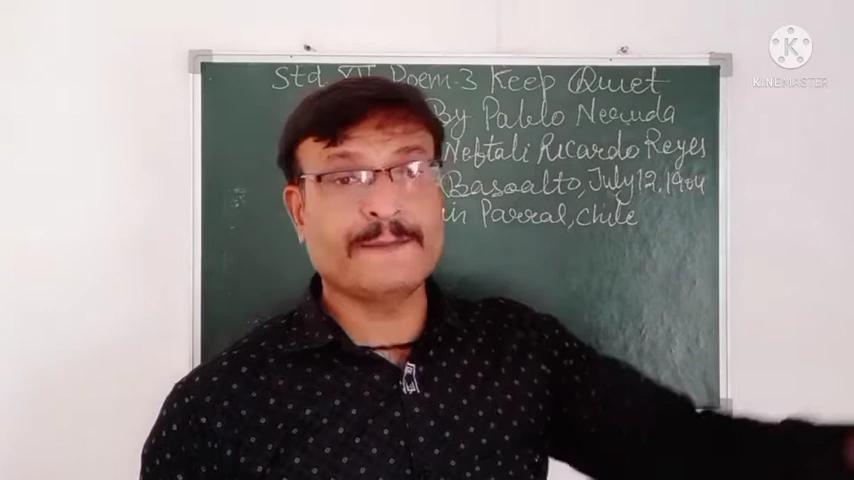 Std XII Poem-3 Keep Quiet
By Pablo Neruda
Neftali Ricardo Reyes
Basoalto, July 12.1904
in Parral, Chile
K
KINEMASTER